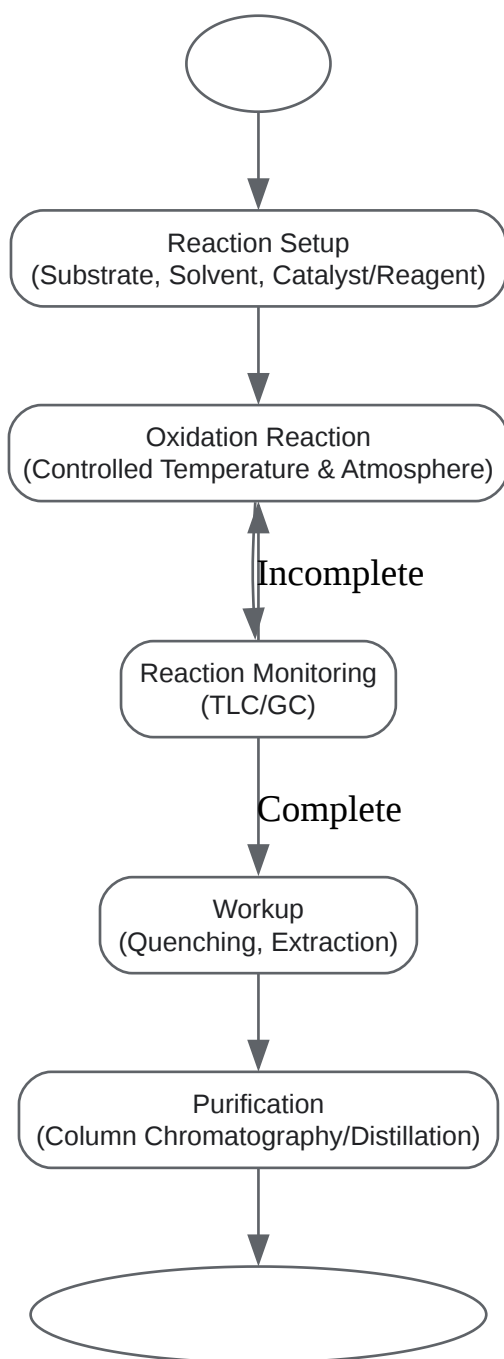 Reaction Setup
(Substrate, Solvent, Catalyst/Reagent)
Oxidation Reaction
(Controlled Temperature & Atmosphere)
Incomplete
Reaction Monitoring
(TLC/GC)
Complete
Workup
(Quenching, Extraction)
Purification
(Column Chromatography/Distillation)